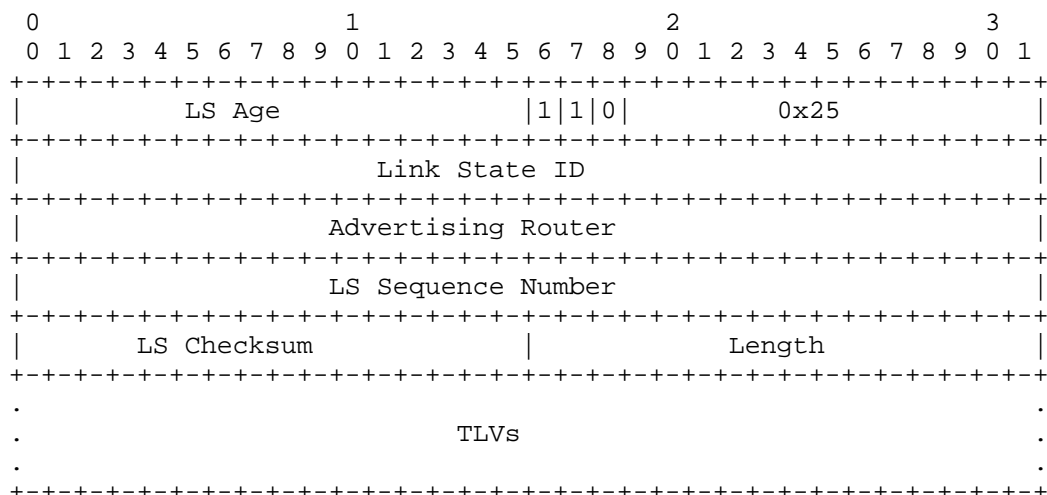 0                   1                   2                   3
 0 1 2 3 4 5 6 7 8 9 0 1 2 3 4 5 6 7 8 9 0 1 2 3 4 5 6 7 8 9 0 1
+-+-+-+-+-+-+-+-+-+-+-+-+-+-+-+-+-+-+-+-+-+-+-+-+-+-+-+-+-+-+-+-+
|          LS Age               |1|1|0|         0x25            |
+-+-+-+-+-+-+-+-+-+-+-+-+-+-+-+-+-+-+-+-+-+-+-+-+-+-+-+-+-+-+-+-+
|                      Link State ID                            |
+-+-+-+-+-+-+-+-+-+-+-+-+-+-+-+-+-+-+-+-+-+-+-+-+-+-+-+-+-+-+-+-+
|                   Advertising Router                          |
+-+-+-+-+-+-+-+-+-+-+-+-+-+-+-+-+-+-+-+-+-+-+-+-+-+-+-+-+-+-+-+-+
|                   LS Sequence Number                          |
+-+-+-+-+-+-+-+-+-+-+-+-+-+-+-+-+-+-+-+-+-+-+-+-+-+-+-+-+-+-+-+-+
|       LS Checksum             |            Length             |
+-+-+-+-+-+-+-+-+-+-+-+-+-+-+-+-+-+-+-+-+-+-+-+-+-+-+-+-+-+-+-+-+
.                                                               .
.                           TLVs                                .
.                                                               .
+-+-+-+-+-+-+-+-+-+-+-+-+-+-+-+-+-+-+-+-+-+-+-+-+-+-+-+-+-+-+-+-+